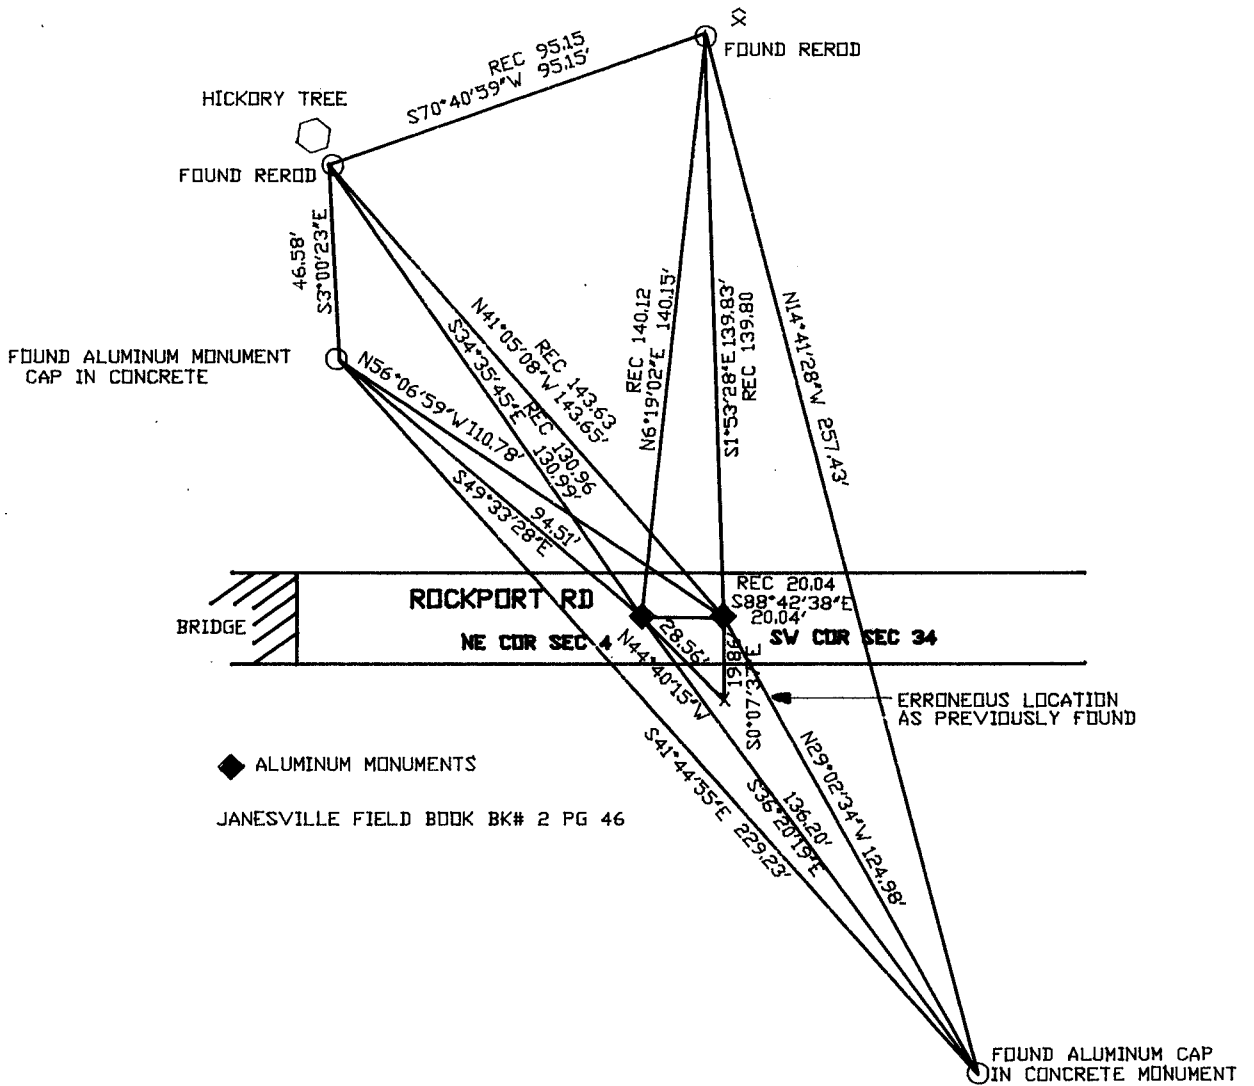 FOUND REROD
REC 95.15
S70°40'59"W 95.15'
HICKORY TREE
FOUND REROD
46.58'
S3°00'23"E
FOUND ALUMINUM MONUMENT
CAP IN CONCRETE
REC 143.63
N41°05'08"W 143.65'
S34°35'45"E
REC 130.96
130.99'
N56°06'59"W 110.78'
S49°33'28"E
94.51'
REC 140.12
N6°19'02"E 140.15'
S1°53'28"E 139.83'
REC 139.80
N14°41'28"W 257.43'
ROCKPORT RD
REC 20.04
S88°42'38"E
20.04'
BRIDGE
NE COR SEC 4
SW COR SEC 34
28.56'
N44°40'15"W
19.86
ERRONEOUS LOCATION
AS PREVIOUSLY FOUND
ALUMINUM MONUMENTS
JANESVILLE FIELD BOOK BK# 2 PG 46
S41°44'55"E 229.23'
136.20'
S36°20'19"E
N29°02'34"W 124.98'
FOUND ALUMINUM CAP
IN CONCRETE MONUMENT